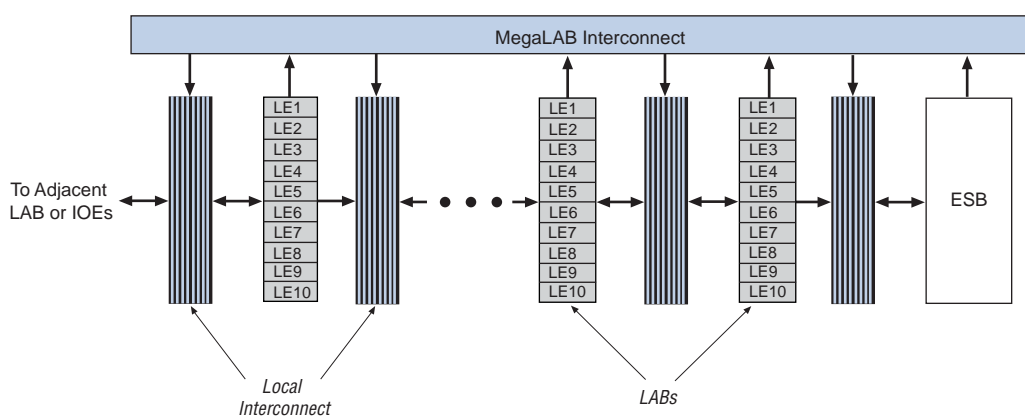 MegaLAB Interconnect
To Adjacent
LAB or IOEs
LE1
LE2
LE3
LE4
LE5
LE6
LE7
LE8
LE9
LE10
LE1
LE2
LE3
LE4
LE5
LE6
LE7
LE8
LE9
LE10
LE1
LE2
LE3
LE4
LE5
LE6
LE7
LE8
LE9
LE10
ESB
Local
Interconnect
LABs